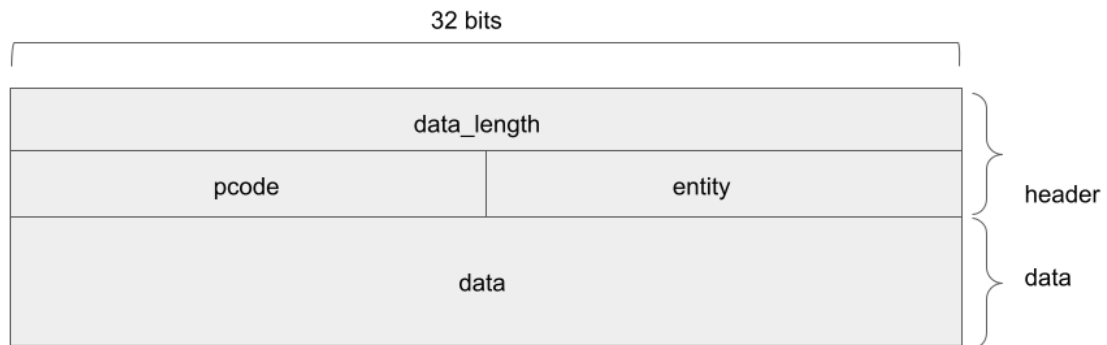 32 bits
data_length
pcode entity
header
data
data